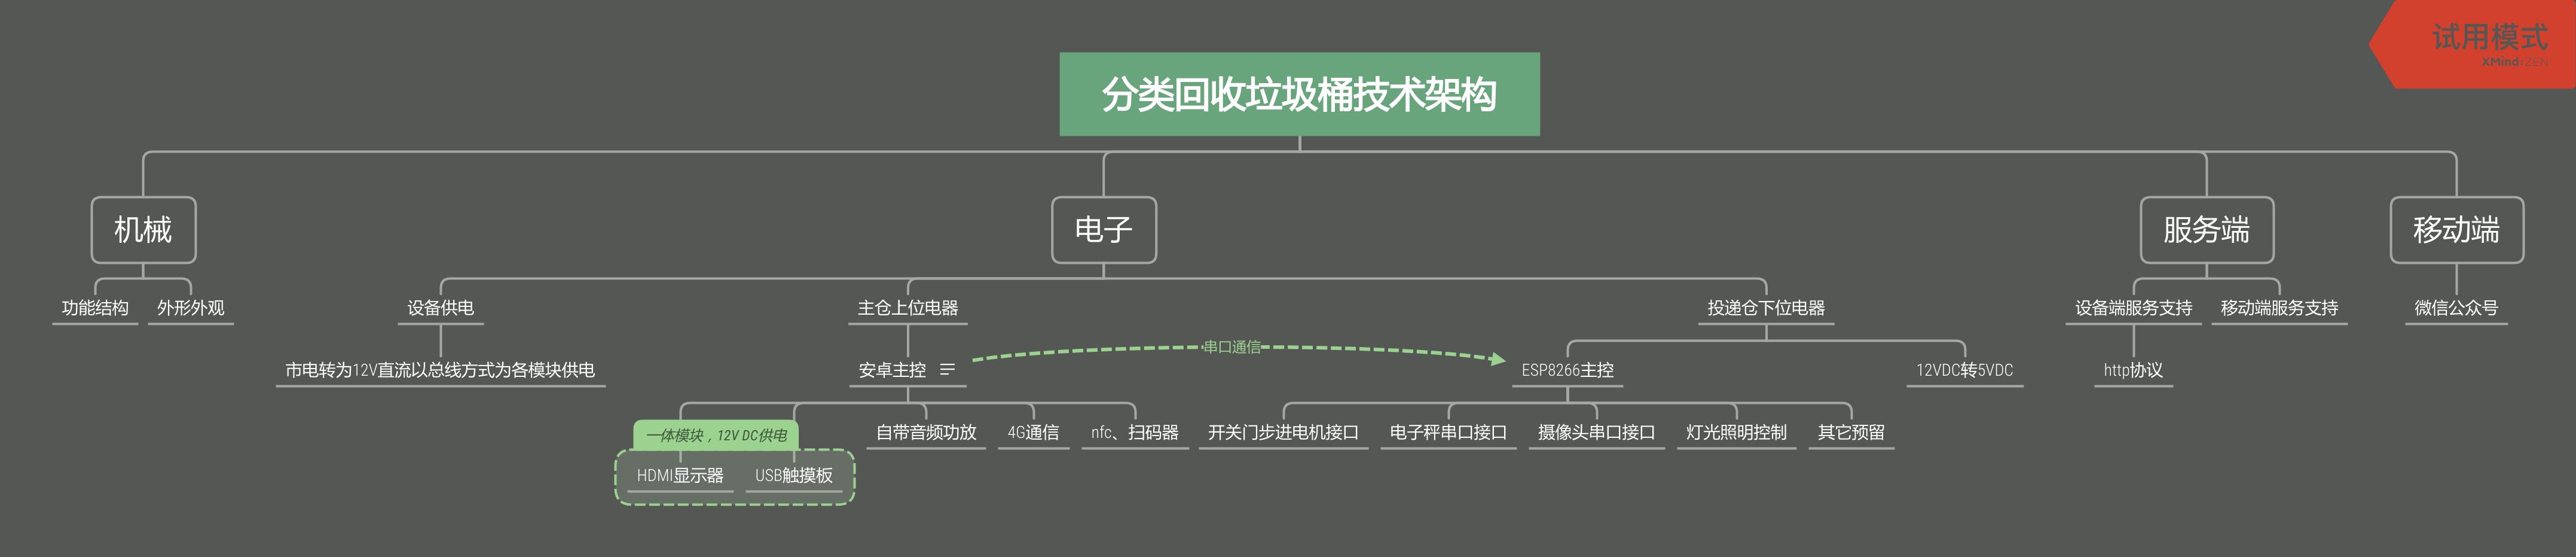 试用模式
XMind:ZEN
分类回收垃圾桶技术架构
机械
电子
服务端
移动端
功能结构
外形外观
设备供电
主仓上位电器
投递仓下位电器
设备端服务支持
移动端服务支持
微信公众号
串口通信
市电转为12V直流以总线方式为各模块供电
安卓主控
ESP8266主控
12VDC转5VDC
http协议
一体模块，12V DC供电
自带音频功放
4G通信
nfc、扫码器
开关门步进电机接口
电子秤串口接口
摄像头串口接口
灯光照明控制
其它预留
HDMI显示器
USB触摸板